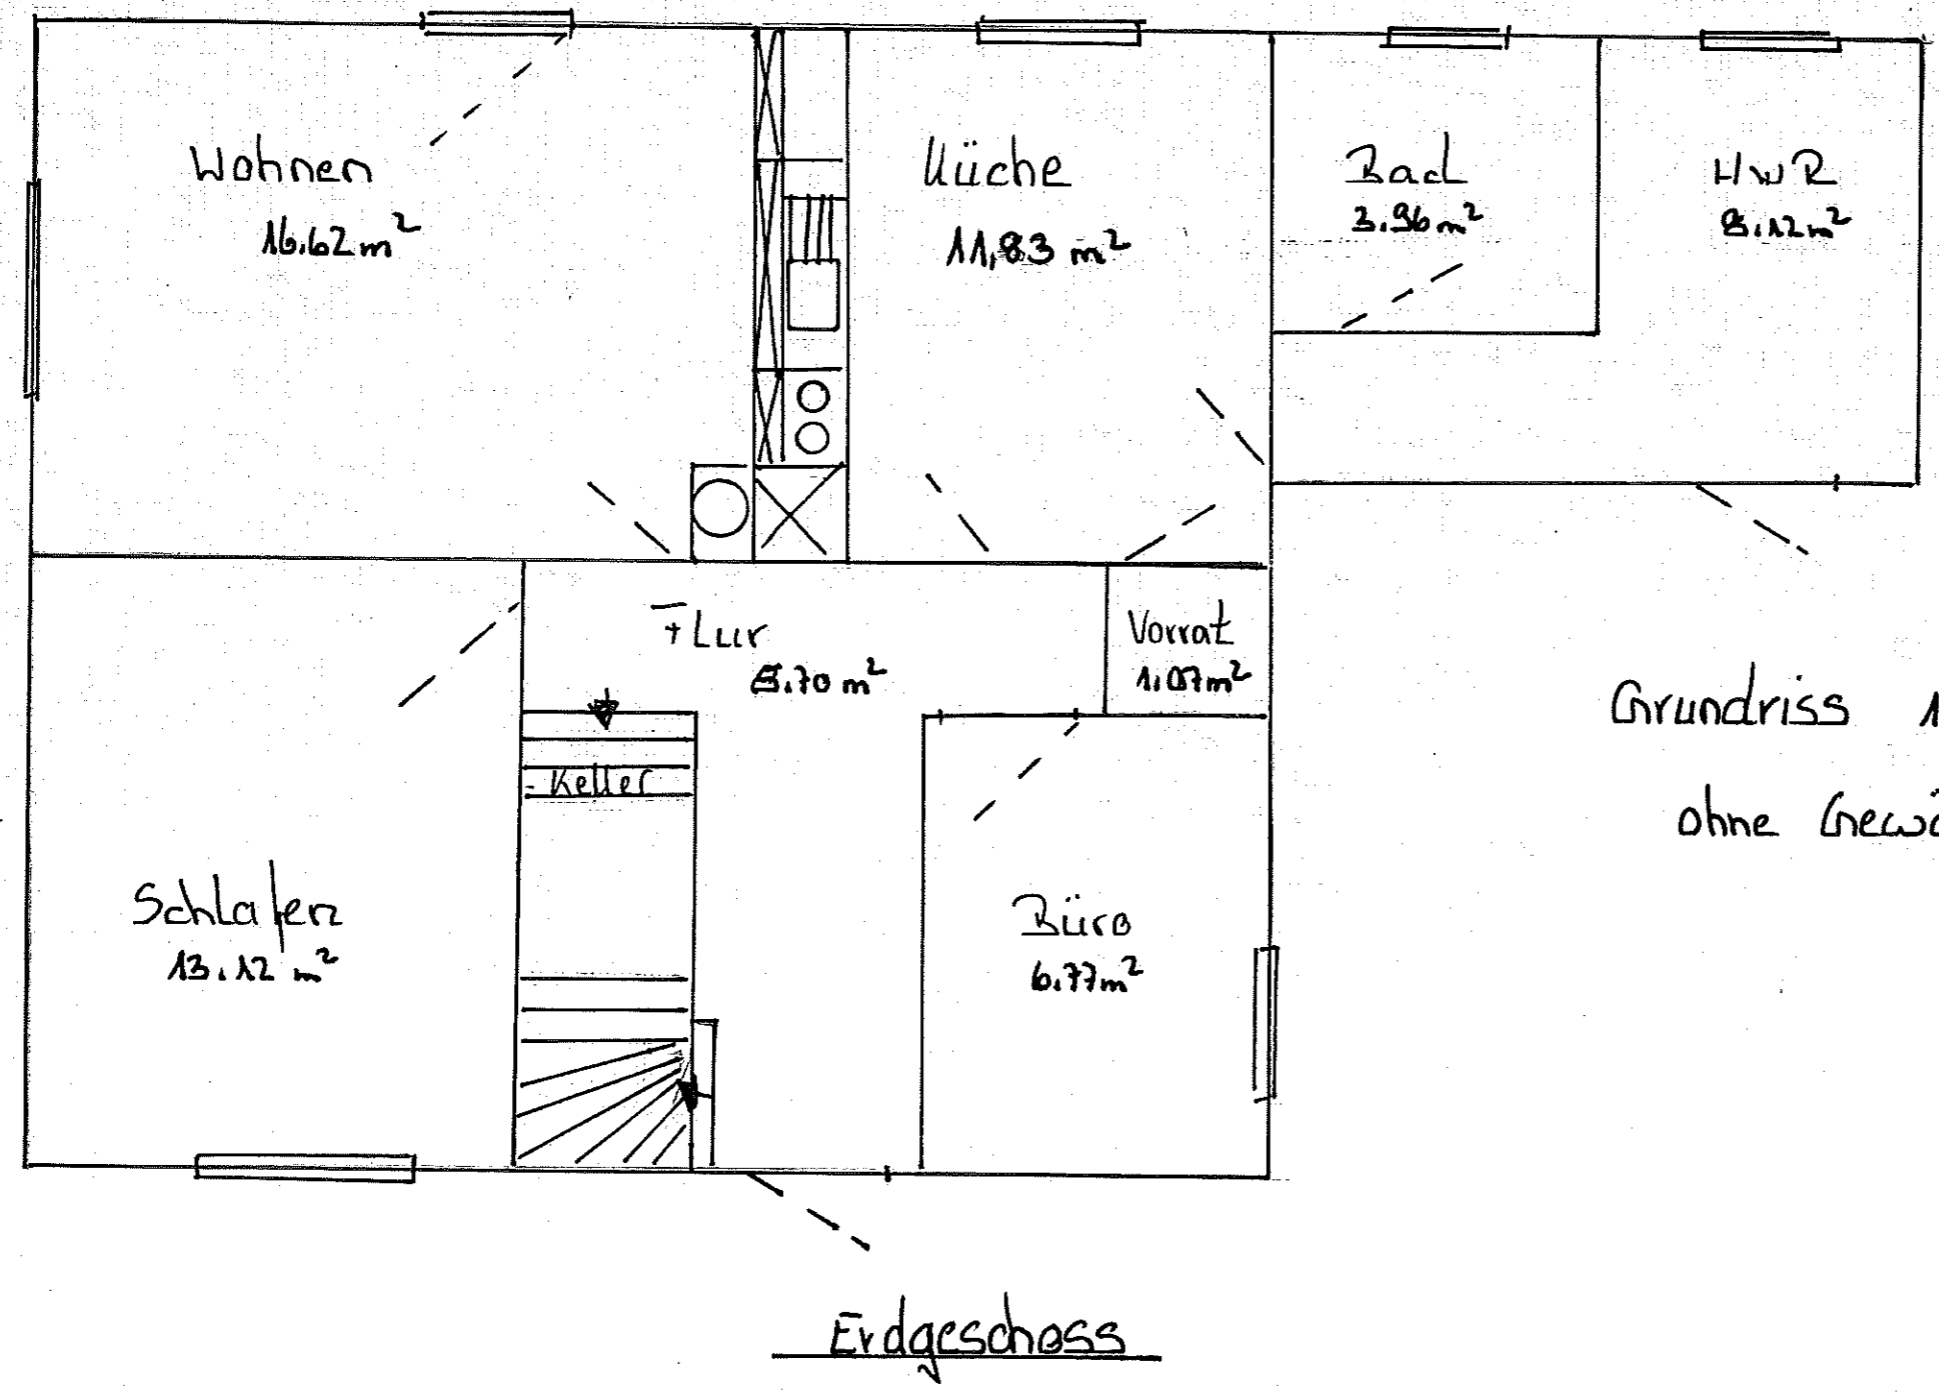 Wohnen
16.62 m²
Küche
11,83 m²
Bad
3.96 m²
HWR
8.12 m²
Flur
8.70 m²
Vorrat
1.07 m²
Keller
Schlafen
13.12 m²
Büro
6.77 m²
Grundriss 1
ohne
Erdgeschoss